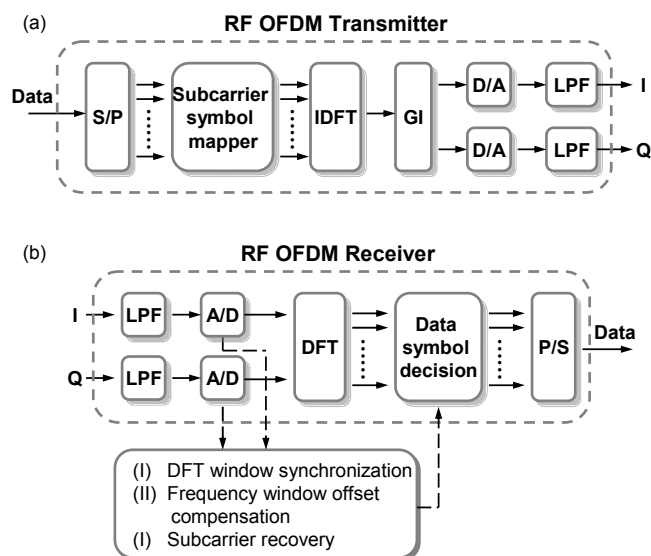 (a)
RF OFDM Transmitter
Data
S/P
Subcarrier
symbol
mapper
IDFT
GI
D/A
LPF
I
D/A
LPF
Q
(b)
RF OFDM Receiver
I
LPF
A/D
Q
LPF
A/D
DFT
Data
symbol
decision
P/S
Data
(I) DFT window synchronization
(II) Frequency window offset
compensation
(I) Subcarrier recovery